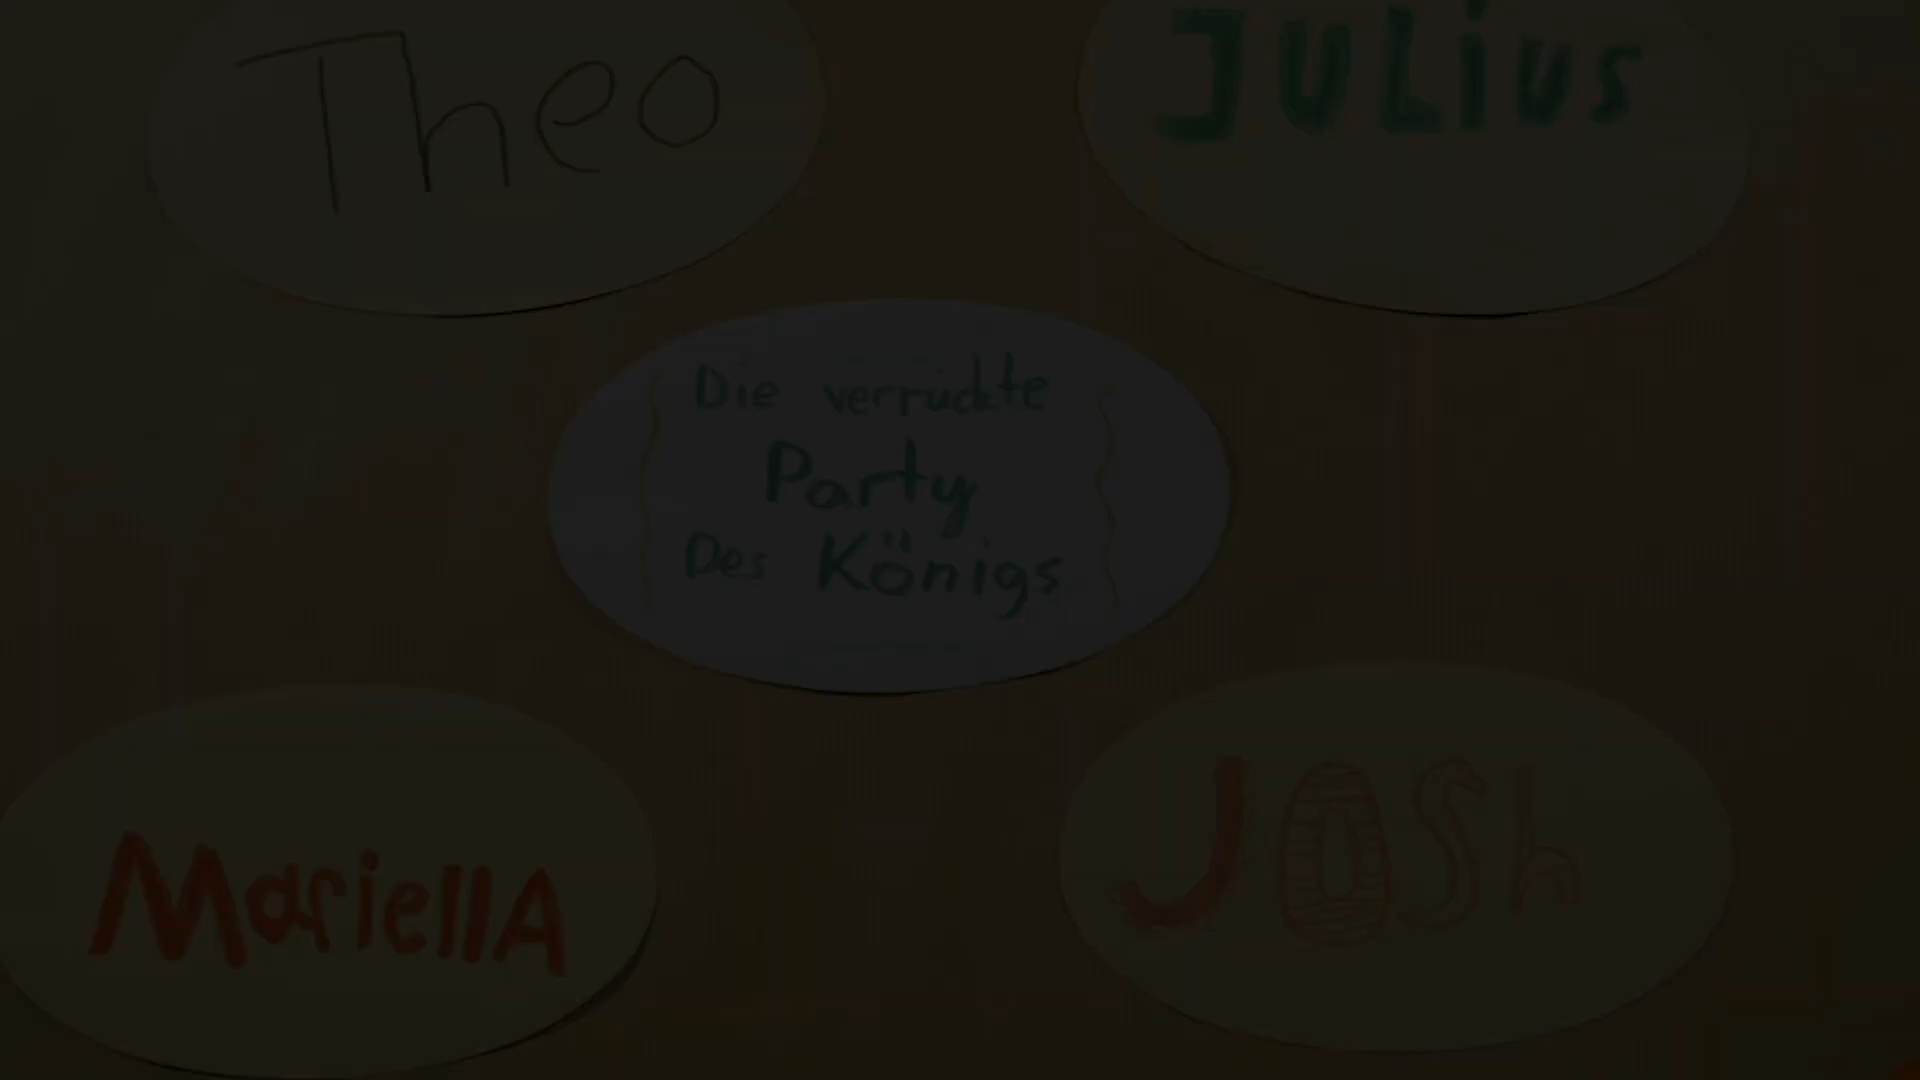 Theo
JULiUS
Die verrückte
Party
Des Königs
MariellA
JOSh